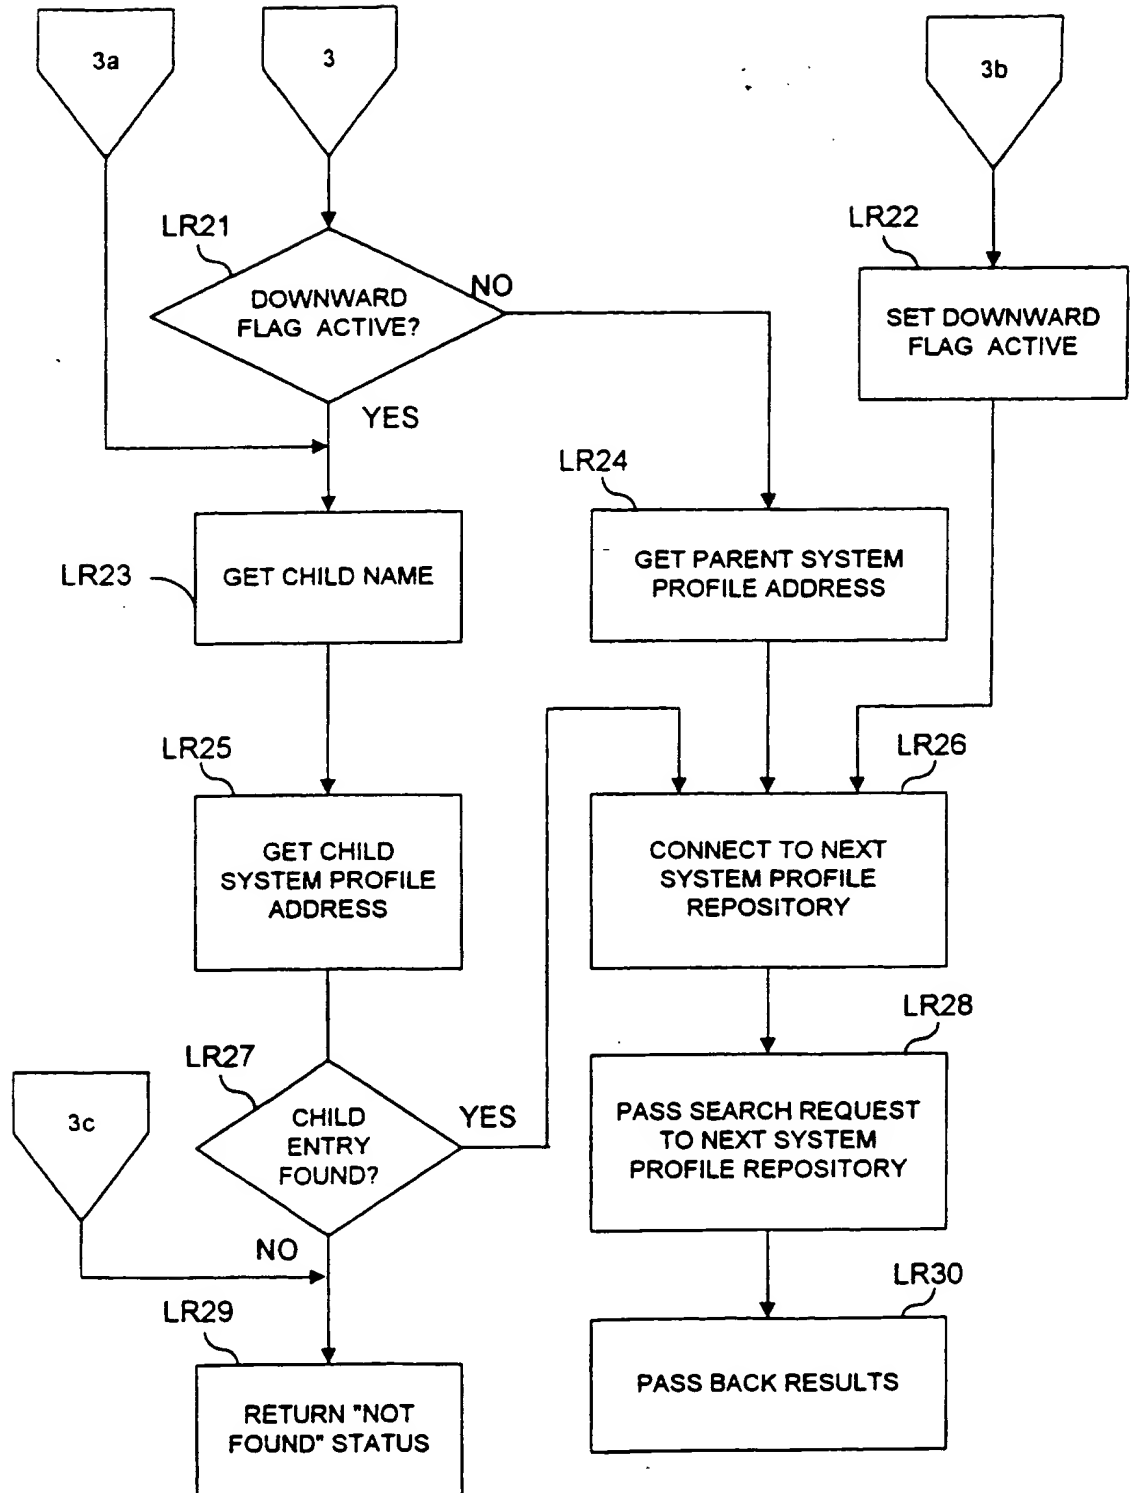 3a
3
3b
LR21
DOWNWARD
FLAG ACTIVE?
NO
YES
LR22
SET DOWNWARD
FLAG ACTIVE
LR23
GET CHILD NAME
LR24
GET PARENT SYSTEM
PROFILE ADDRESS
LR25
GET CHILD
SYSTEM PROFILE
ADDRESS
LR26
CONNECT TO NEXT
SYSTEM PROFILE
REPOSITORY
LR27
CHILD
ENTRY
FOUND?
YES
NO
3c
LR28
PASS SEARCH REQUEST
TO NEXT SYSTEM
PROFILE REPOSITORY
LR29
RETURN "NOT
FOUND" STATUS
LR30
PASS BACK RESULTS